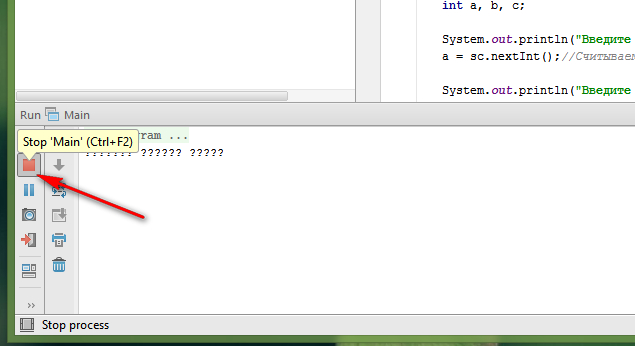 int a, b, c;
System.out.println("Введите
a = sc.nextInt();//Считываем
System.out.println("Введите
Run Main
ram ...
Stop 'Main' (Ctrl+F2)
??????? ?????? ?????
>>
Stop process